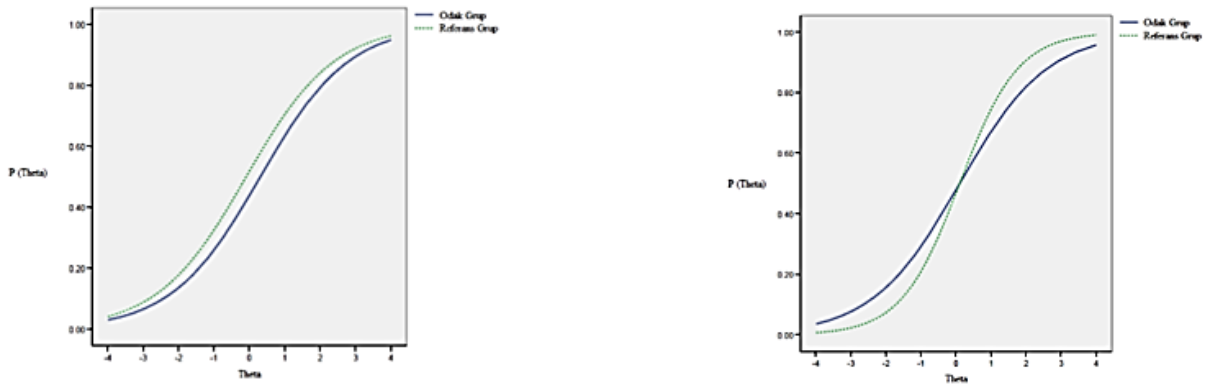 Odak Grup
Referans Grup
1.00
0.80
0.60
P (Theta)
0.40
0.20
0.00
-4 -3 -2 -1 0 1 2 3 4
Theta
Odak Grup
Referans Grup
1.00
0.80
0.60
P (Theta)
0.40
0.20
0.00
-4 -3 -2 -1 0 1 2 3 4
Theta